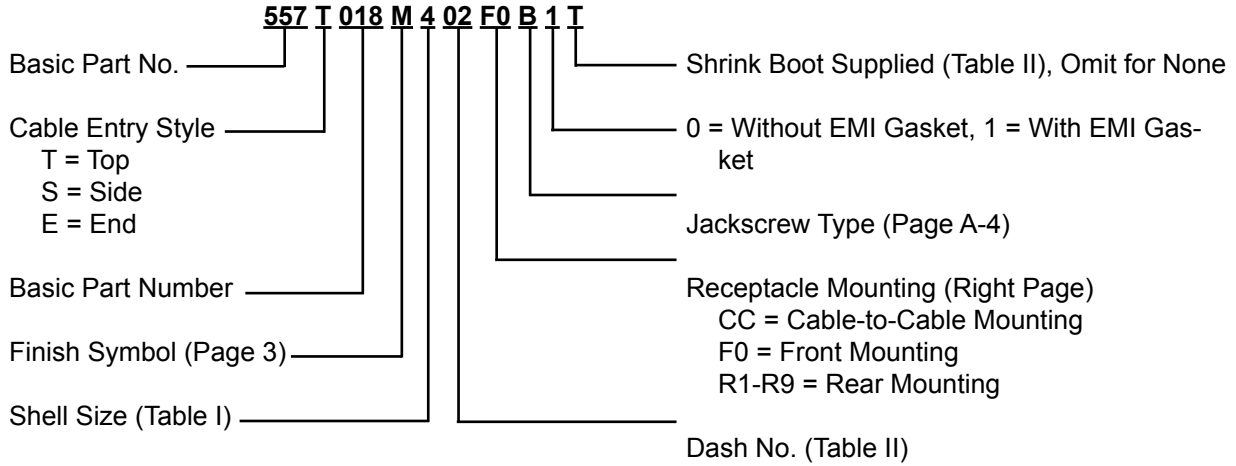 557 T 018 M 4 02 F0 B 1 T
Basic Part No.
Cable Entry Style
T = Top
S = Side
E = End
Basic Part Number
Finish Symbol (Page 3)
Shell Size (Table I)
Shrink Boot Supplied (Table II), Omit for None
0 = Without EMI Gasket, 1 = With EMI Gas-
ket
Jackscrew Type (Page A-4)
Receptacle Mounting (Right Page)
CC = Cable-to-Cable Mounting
F0 = Front Mounting
R1-R9 = Rear Mounting
Dash No. (Table II)